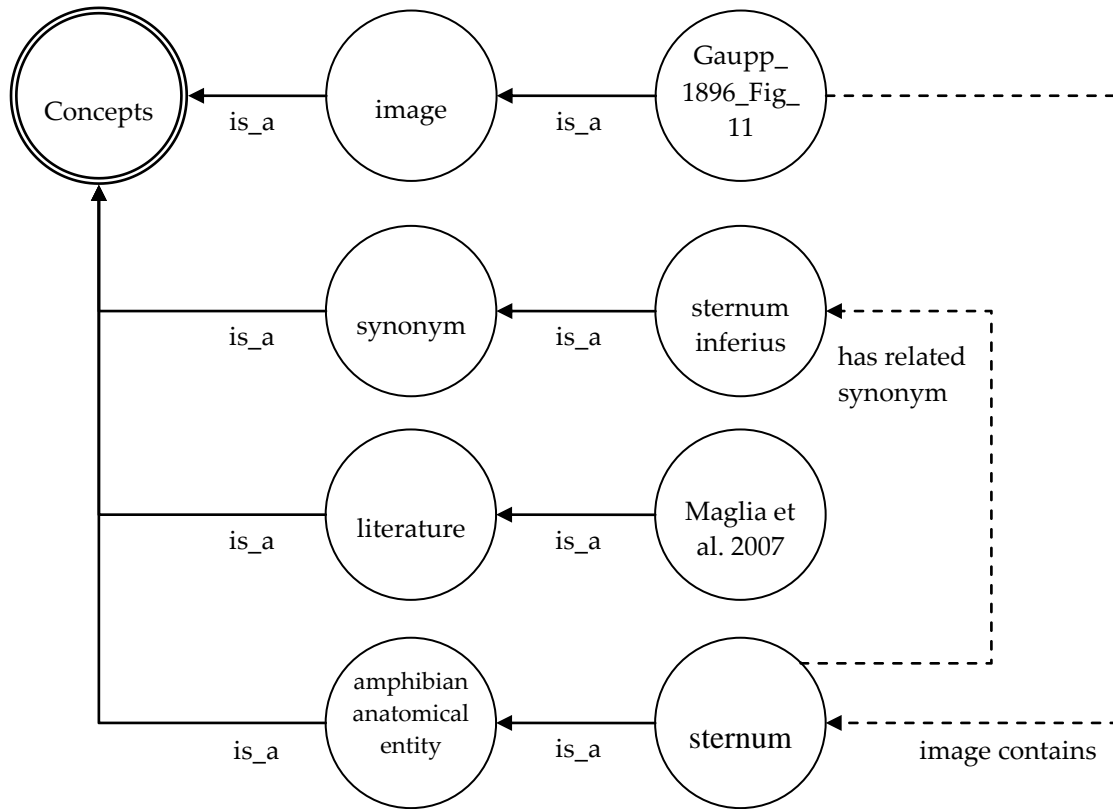 Concepts
is_a
image
is_a
Gaupp_
1896_Fig_
11
is_a
synonym
is_a
sternum
inferius
has related
synonym
is_a
literature
is_a
Maglia et
al. 2007
is_a
amphibian
anatomical
entity
is_a
sternum
image contains